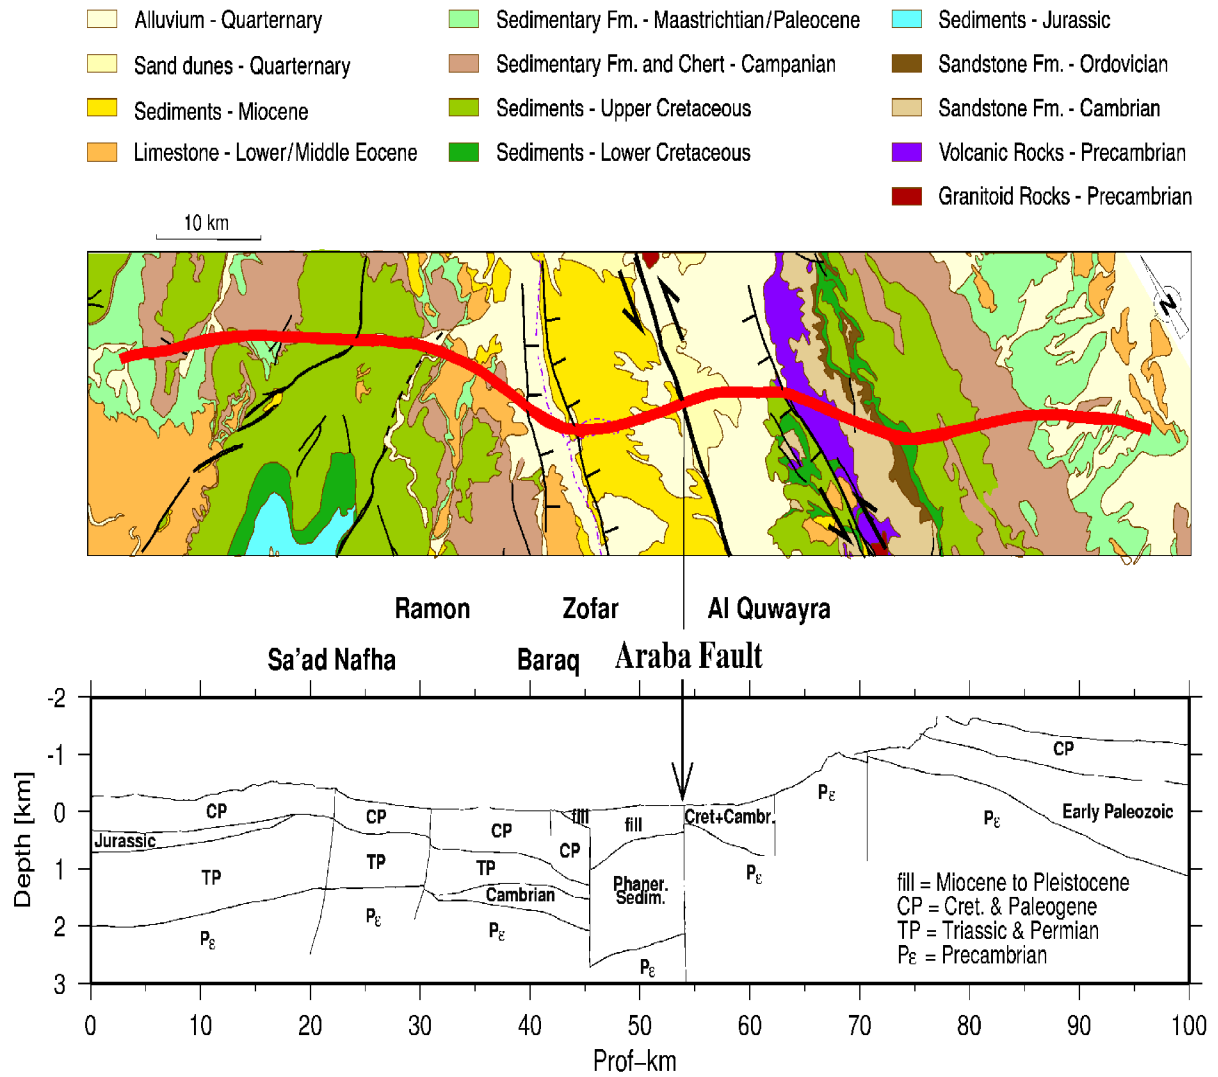 Alluvium - Quarternary
Sand dunes - Quarternary
Sediments - Miocene
Limestone - Lower/Middle Eocene
Sedimentary Fm. - Maastrichtian/Paleocene
Sedimentary Fm. and Chert - Campanian
Sediments - Upper Cretaceous
Sediments - Lower Cretaceous
Sediments - Jurassic
Sandstone Fm. - Ordovician
Sandstone Fm. - Cambrian
Volcanic Rocks - Precambrian
Granitoid Rocks - Precambrian
10 km
N
Ramon Zofar Al Quwayra
Sa'ad Nafha Baraq Araba Fault
Depth [km]
-2
-1
0
1
2
3
CP
Jurassic
TP
Pε
CP
TP
Pε
CP
TP
Cambrian
Pε
fill
CP
fill
Phaner.
Sedim.
Pε
Cret+Cambr.
Pε
Pε
CP
Early Paleozoic
Pε
fill = Miocene to Pleistocene
CP = Cret. & Paleogene
TP = Triassic & Permian
Pε = Precambrian
0 10 20 30 40 50 60 70 80 90 100
Prof-km